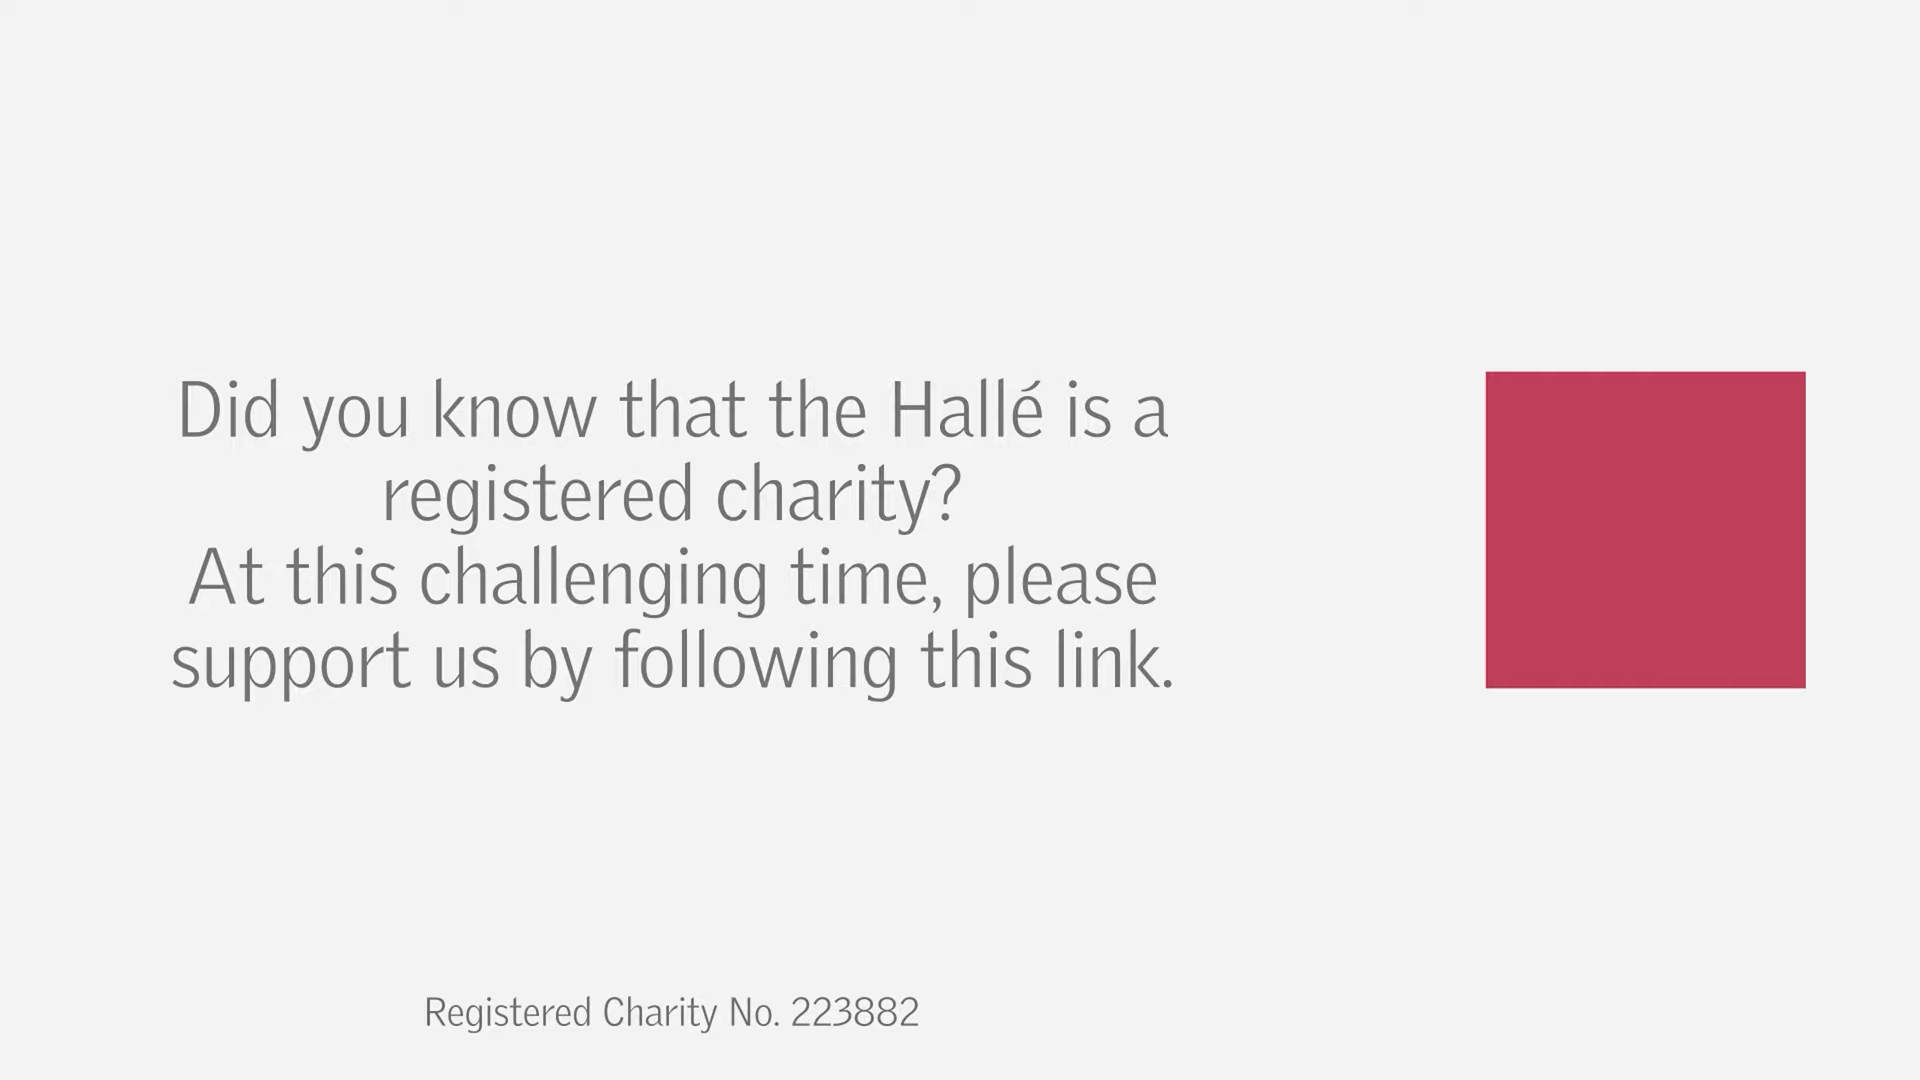 Did you know that the Hallé is a
registered charity?
At this challenging time, please
support us by following this link.
Registered Charity No. 223882